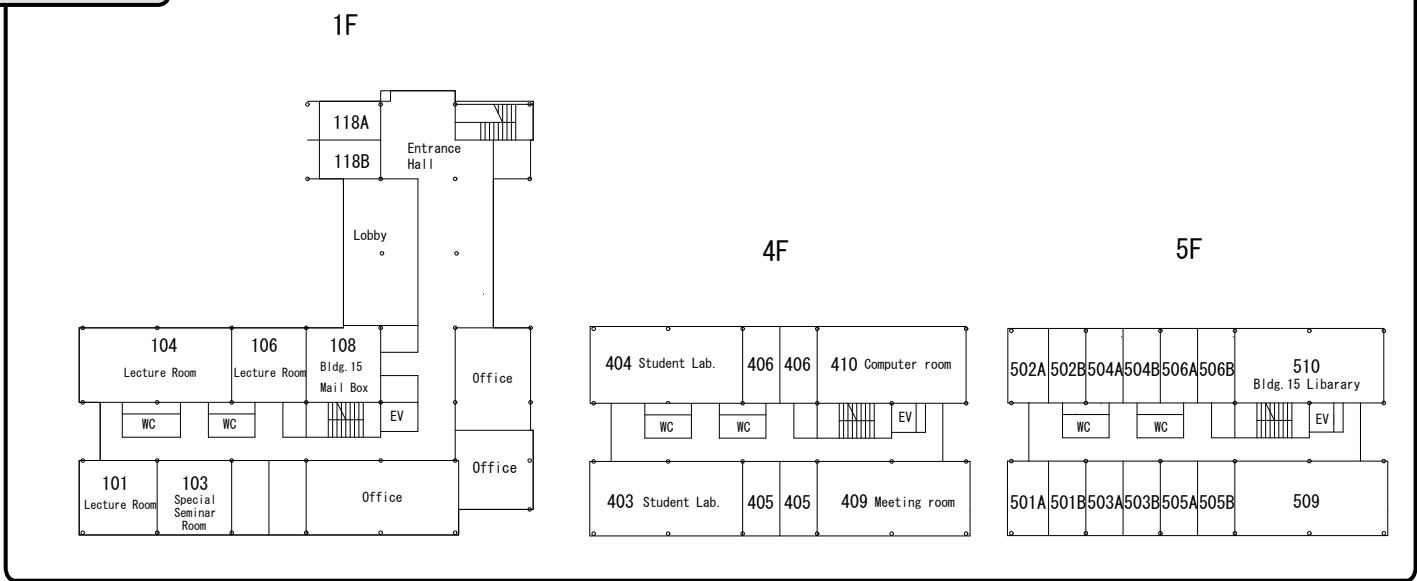 1F
118A
118B
Entrance
Hall
Lobby
104
Lecture Room
106
Lecture Room
108
Bldg.15
Mail Box
Office
WC
WC
EV
Office
101
Lecture Room
103
Special
Seminar
Room
Office
4F
404 Student Lab.
406
406
410 Computer room
WC
WC
EV
403 Student Lab.
405
405
409 Meeting room
5F
502A
502B
504A
504B
506A
506B
510
Bldg.15 Libarary
WC
WC
EV
501A
501B
503A
503B
505A
505B
509